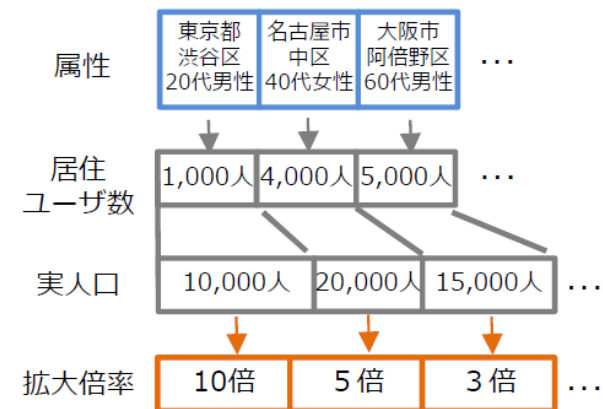 属性
東京都
渋谷区
20代男性
名古屋市
中区
40代女性
大阪市
阿倍野区
60代男性
...
居住
ユーザ数
1,000人
4,000人
5,000人
...
実人口
10,000人
20,000人
15,000人
...
拡大倍率
10倍
5倍
3倍
...